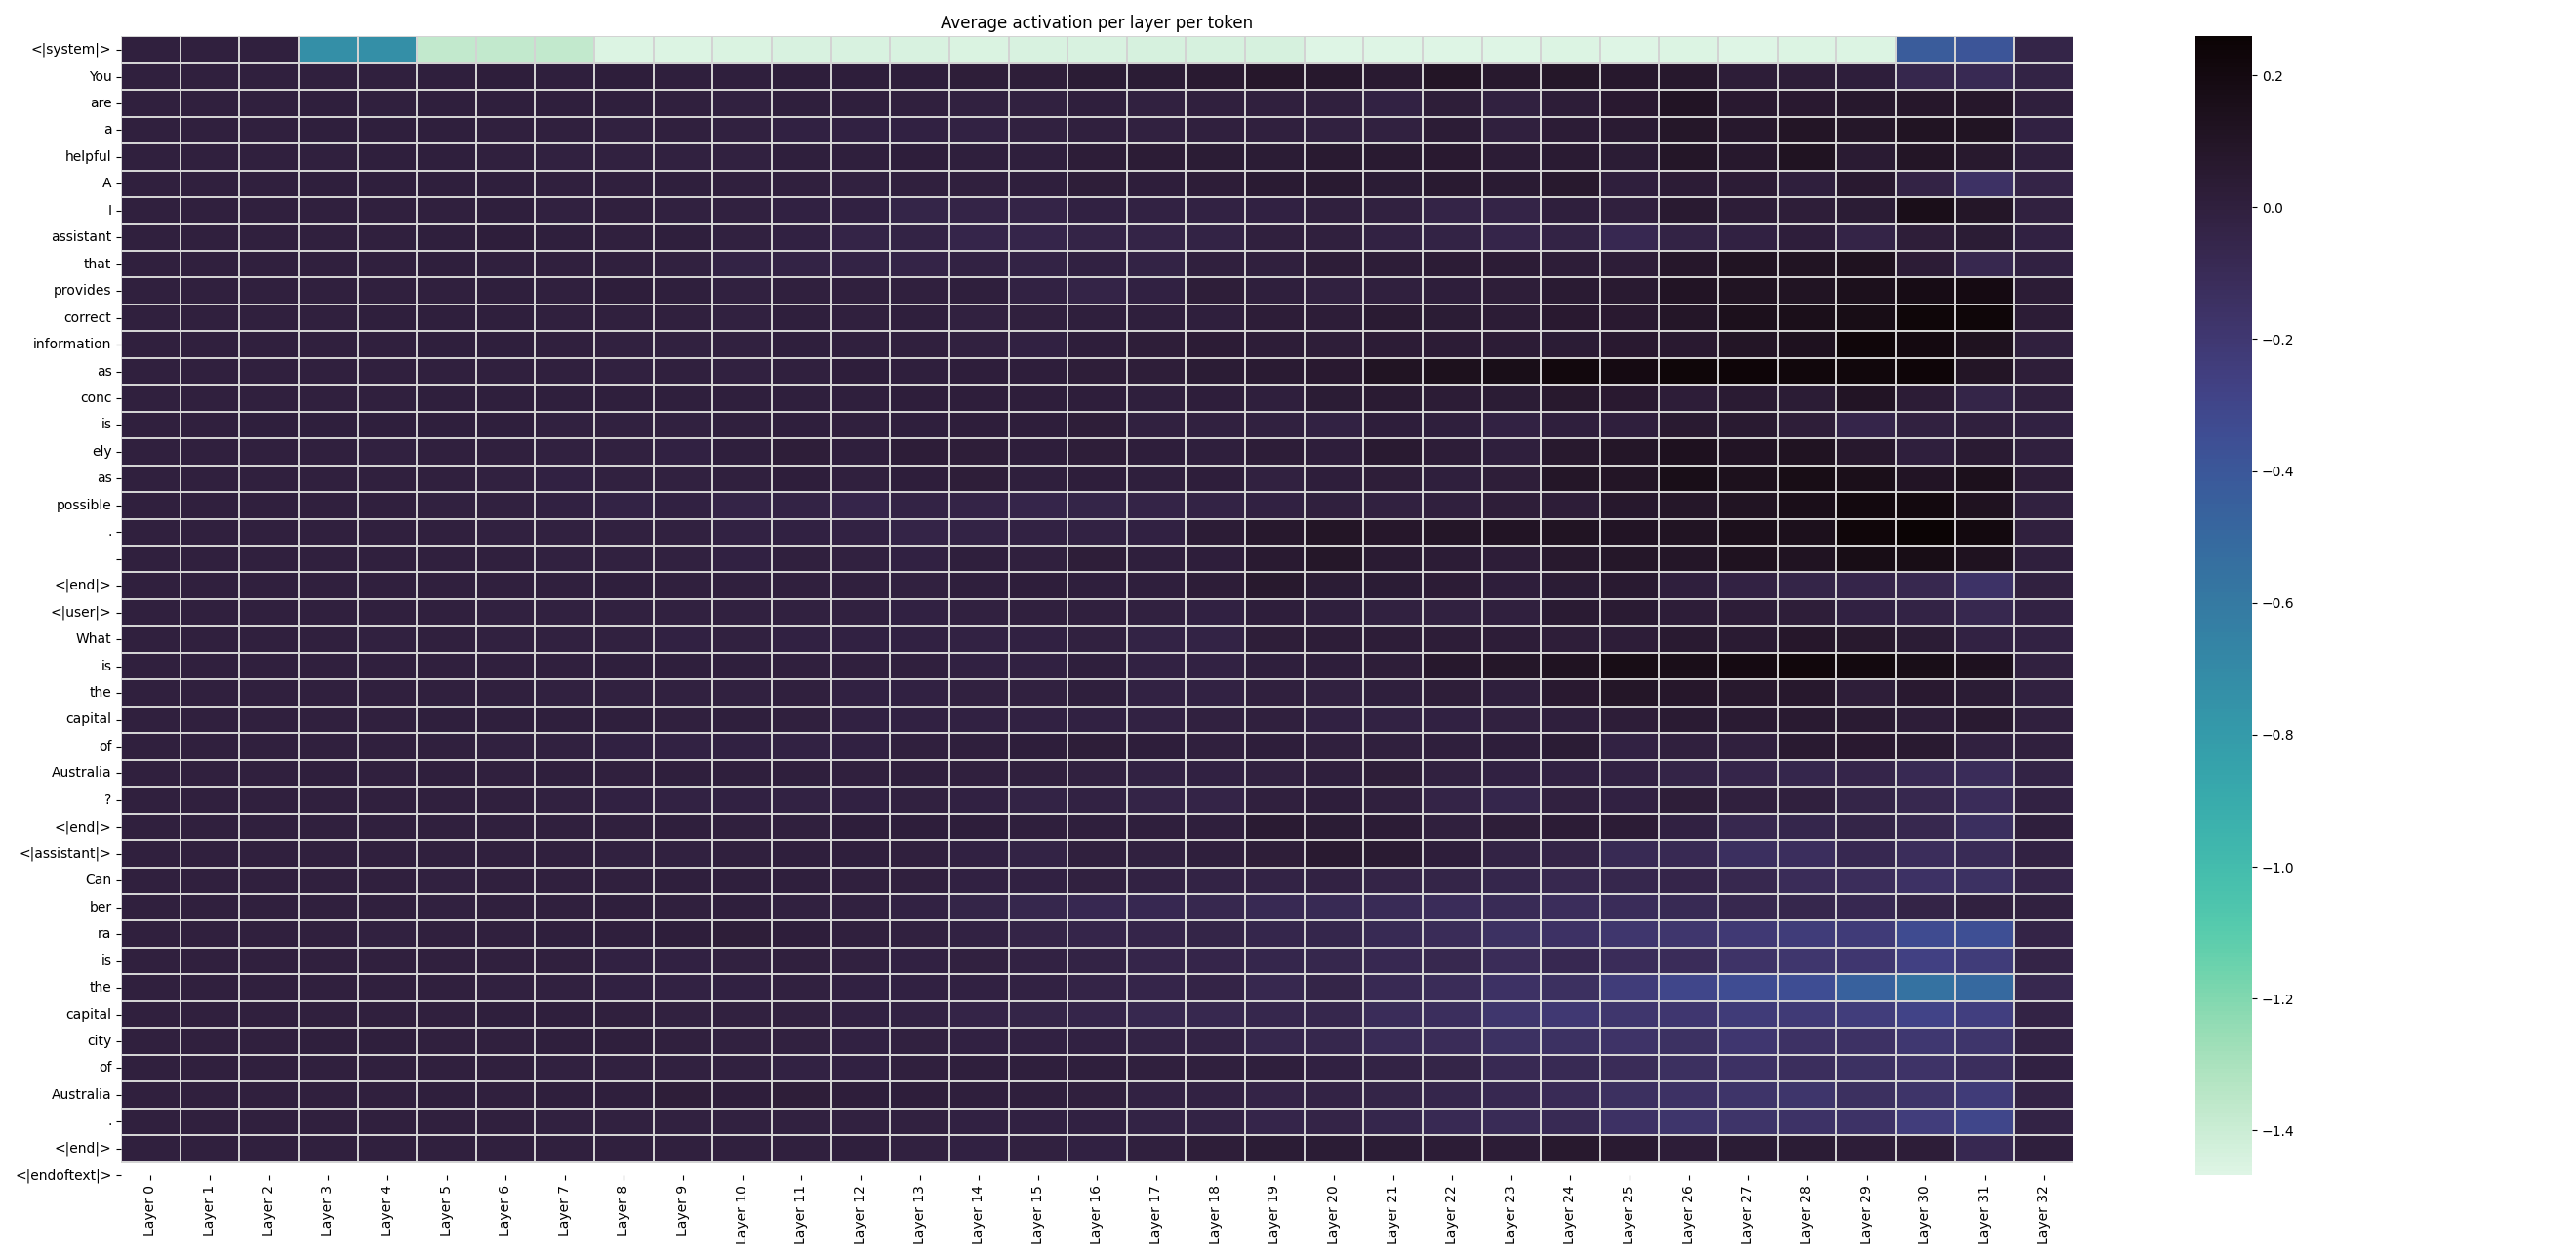 Average activation per layer per token
<|system|>
You
are
a
helpful
A
I
assistant
that
provides
correct
information
as
conc
is
ely
as
possible
.
<|end|>
<|user|>
What
is
the
capital
of
Australia
?
<|end|>
<|assistant|>
Can
ber
ra
is
the
capital
city
of
Australia
.
<|end|>
<|endoftext|>
Layer 0
Layer 1
Layer 2
Layer 3
Layer 4
Layer 5
Layer 6
Layer 7
Layer 8
Layer 9
Layer 10
Layer 11
Layer 12
Layer 13
Layer 14
Layer 15
Layer 16
Layer 17
Layer 18
Layer 19
Layer 20
Layer 21
Layer 22
Layer 23
Layer 24
Layer 25
Layer 26
Layer 27
Layer 28
Layer 29
Layer 30
Layer 31
Layer 32
0.2
0.0
−0.2
−0.4
−0.6
−0.8
−1.0
−1.2
−1.4